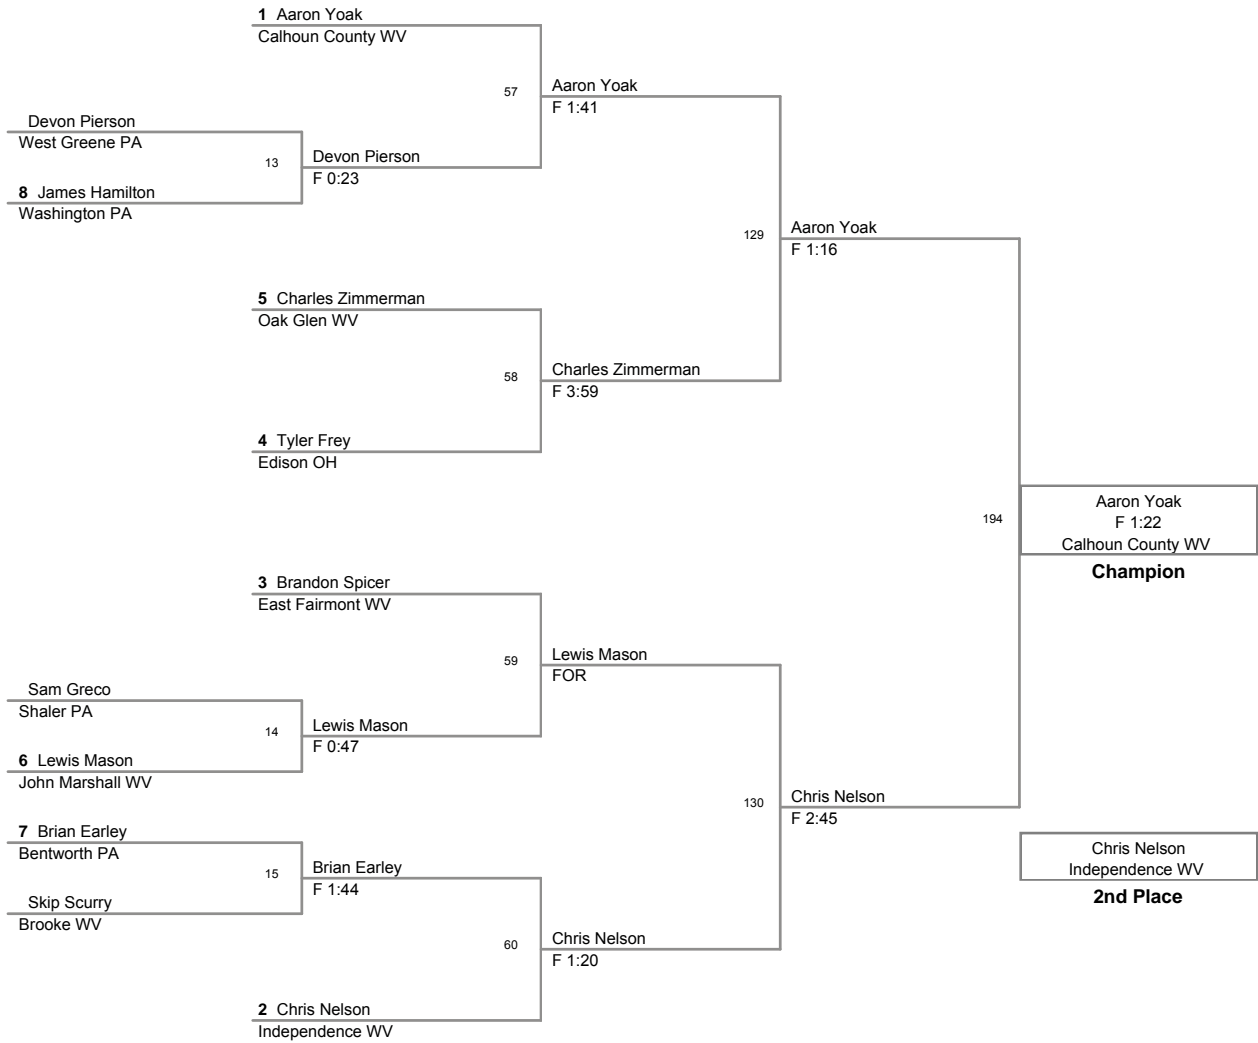 1 Aaron Yoak
Calhoun County WV
57
Aaron Yoak
F 1:41
Devon Pierson
West Greene PA
13
Devon Pierson
F 0:23
8 James Hamilton
Washington PA
129
Aaron Yoak
F 1:16
5 Charles Zimmerman
Oak Glen WV
58
Charles Zimmerman
F 3:59
4 Tyler Frey
Edison OH
194
Aaron Yoak
F 1:22
Calhoun County WV
Champion
3 Brandon Spicer
East Fairmont WV
59
Lewis Mason
FOR
Sam Greco
Shaler PA
14
Lewis Mason
F 0:47
6 Lewis Mason
John Marshall WV
130
Chris Nelson
F 2:45
7 Brian Earley
Bentworth PA
15
Brian Earley
F 1:44
Skip Scurry
Brooke WV
60
Chris Nelson
F 1:20
2 Chris Nelson
Independence WV
Chris Nelson
Independence WV
2nd Place